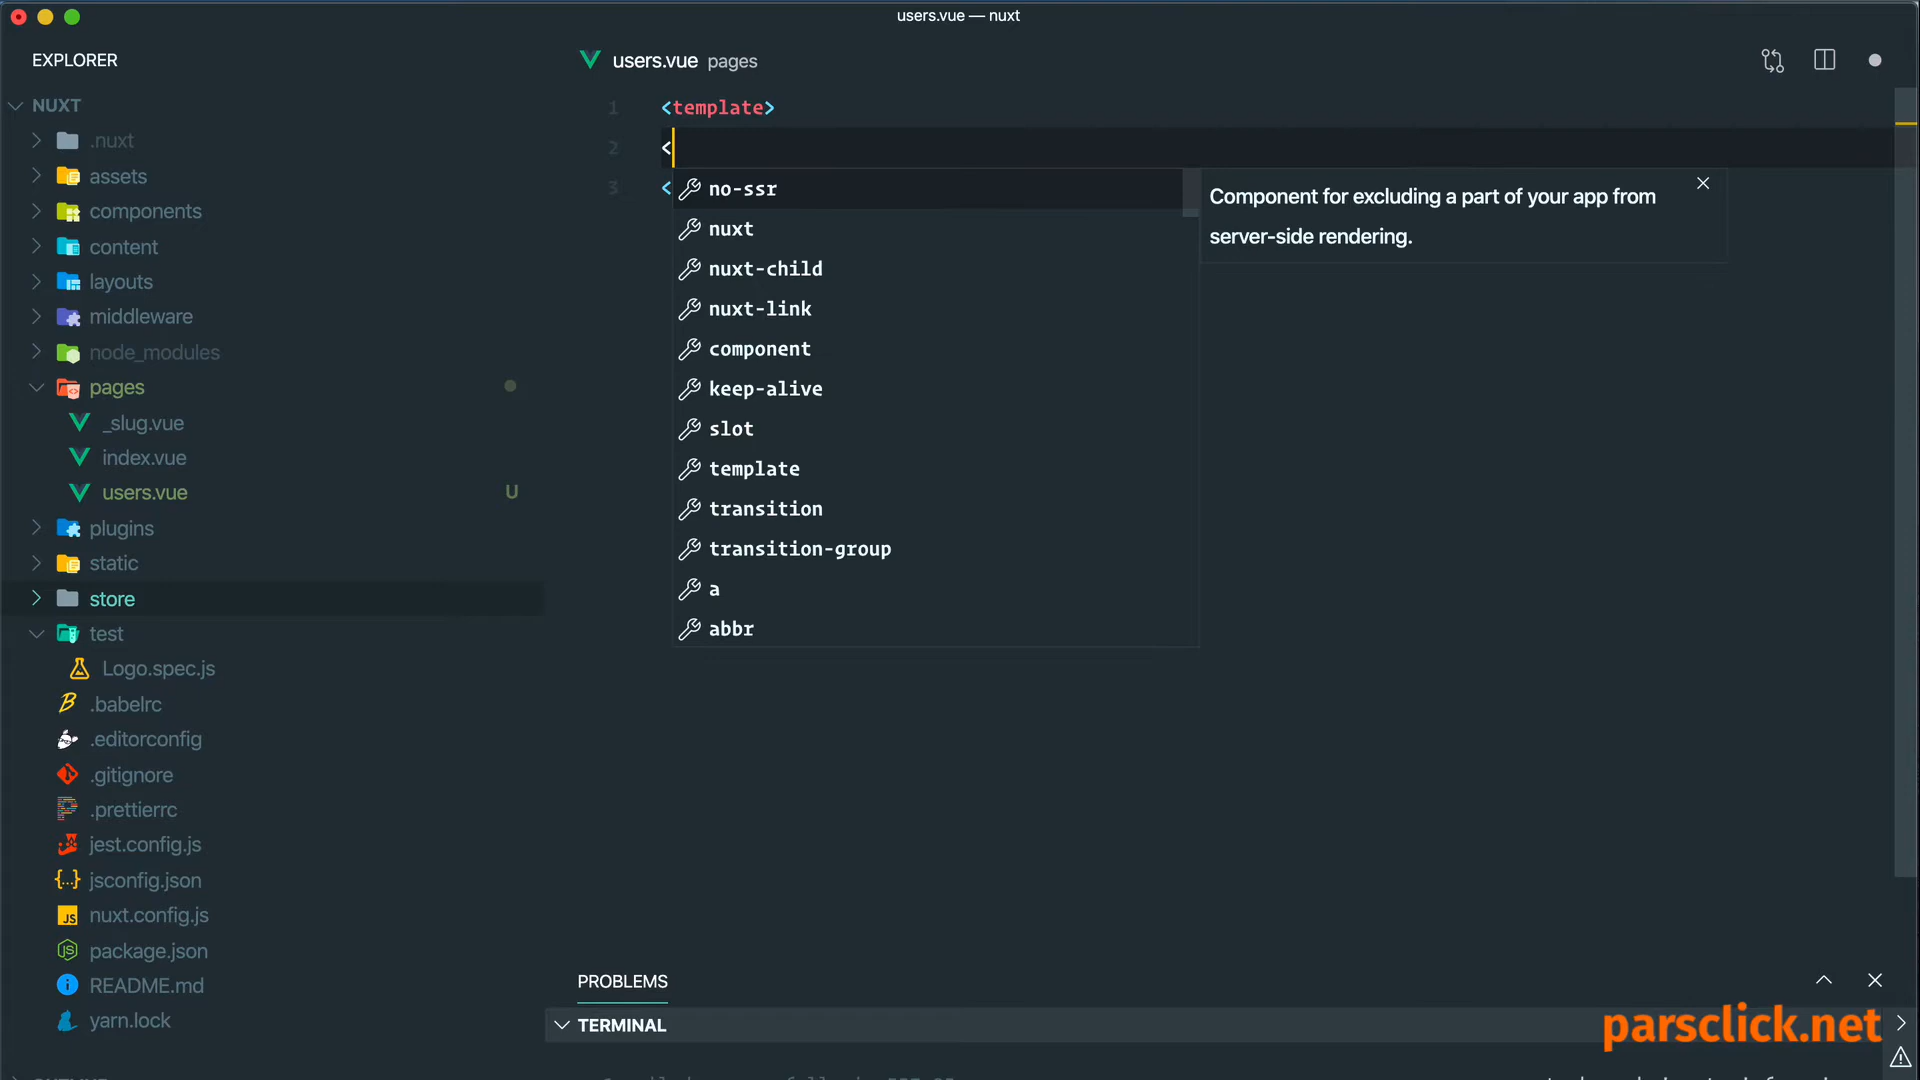 users.vue — nuxt
EXPLORER
users.vue pages
NUXT
.nuxt
assets
components
content
layouts
middleware
node_modules
pages
_slug.vue
index.vue
users.vue U
plugins
static
store
test
Logo.spec.js
.babelrc
.editorconfig
.gitignore
.prettierrc
jest.config.js
jsconfig.json
nuxt.config.js
package.json
README.md
yarn.lock
1 <template>
2 <
3 <
no-ssr
nuxt
nuxt-child
nuxt-link
component
keep-alive
slot
template
transition
transition-group
a
abbr
Component for excluding a part of your app from
server-side rendering.
PROBLEMS
TERMINAL
parsclick.net